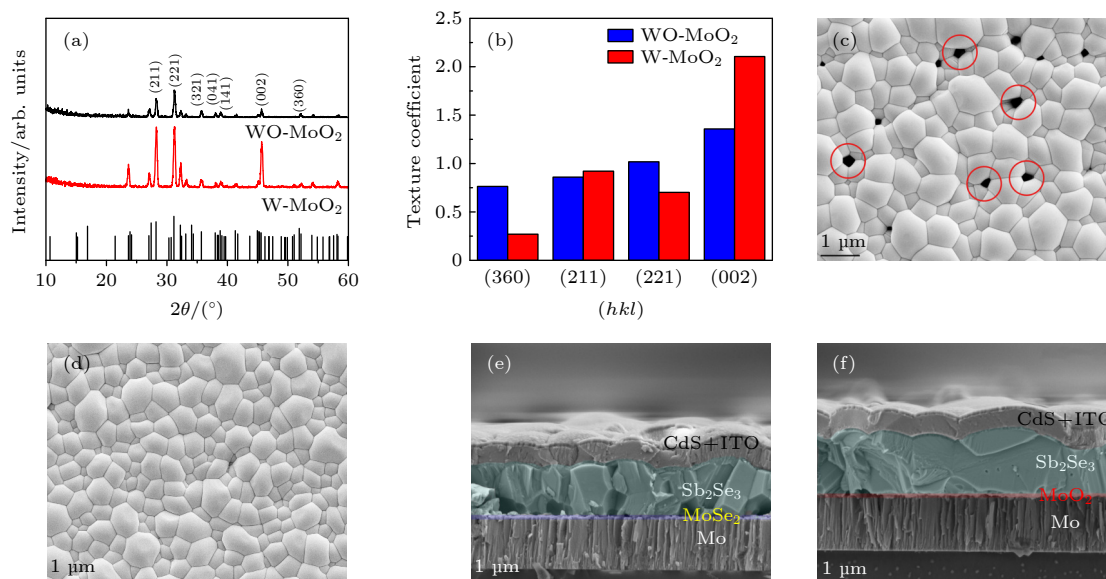 (a)
Intensity/arb. units
(211)
(221)
(321)
(041)
(141)
(002)
(360)
WO-MoO₂
W-MoO₂
10 20 30 40 50 60
2θ/(°)
(b)
Texture coefficient
2.5
2.0
1.5
1.0
0.5
0
WO-MoO₂
W-MoO₂
(360) (211) (221) (002)
(hkl)
(c)
1 μm
(d)
1 μm
(e)
CdS+ITO
Sb₂Se₃
MoSe₂
Mo
1 μm
(f)
CdS+ITO
Sb₂Se₃
Mo
1 μm